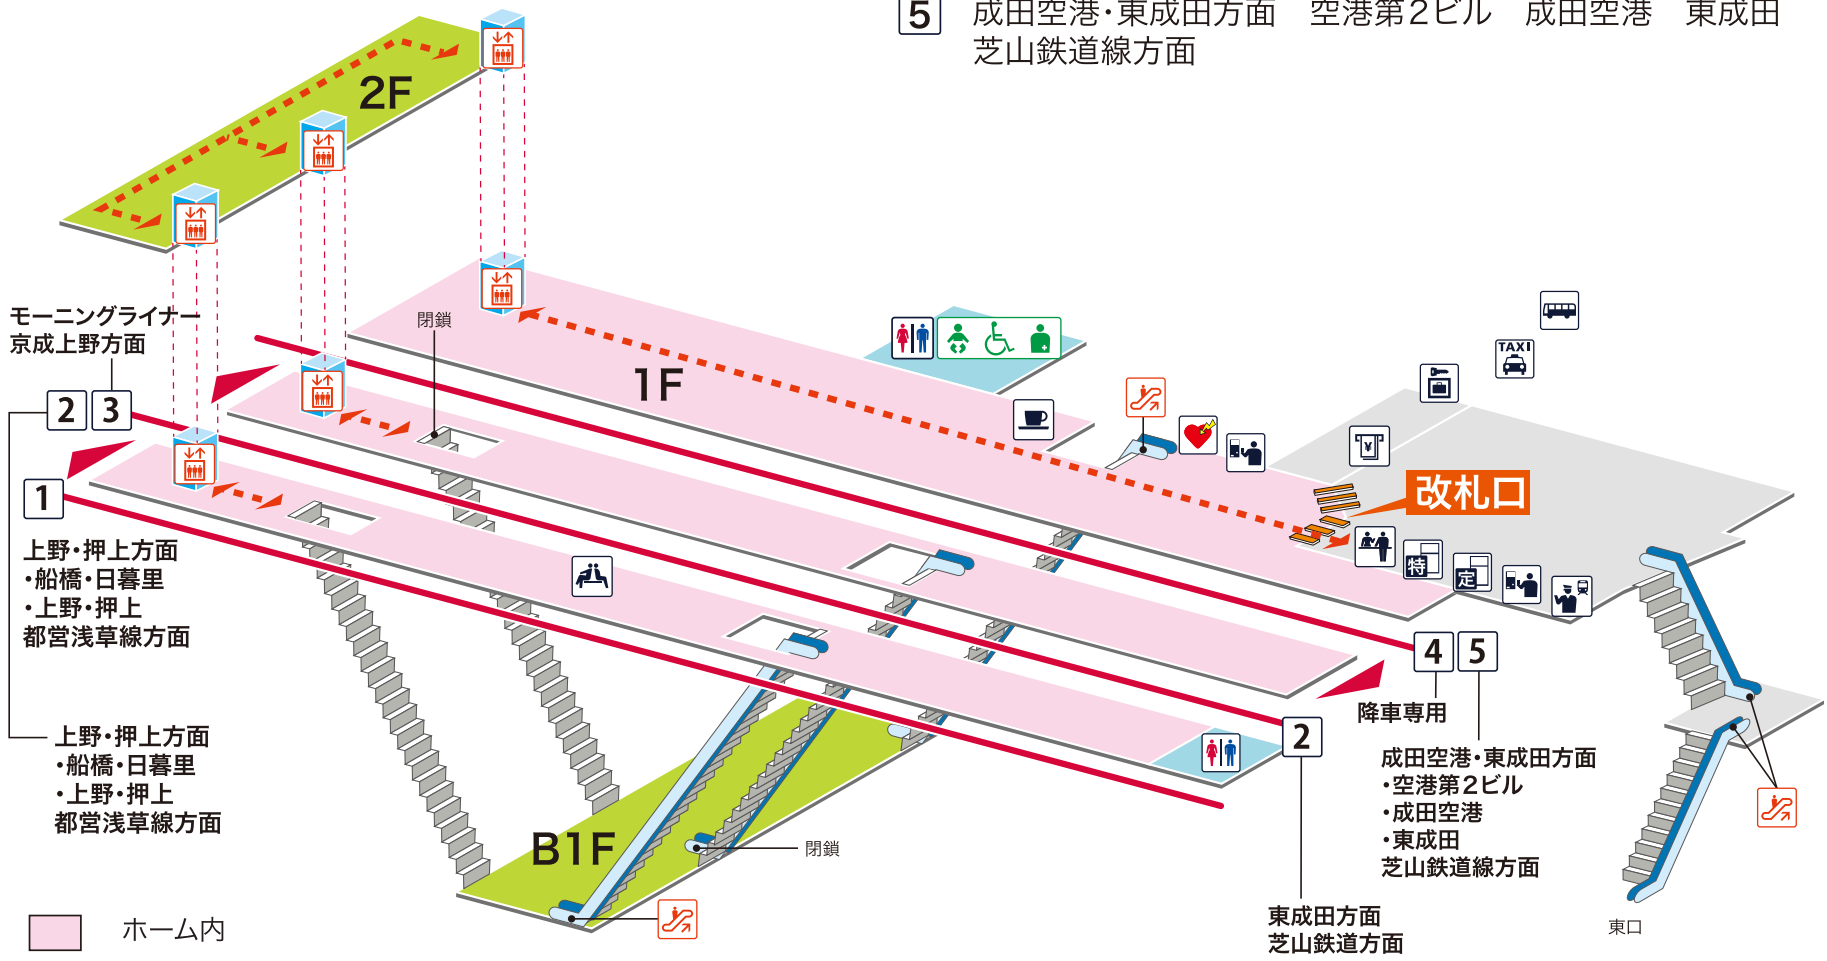 5 成田空港・東成田方面 空港第2ビル 成田空港 東成田
芝山鉄道線方面
2F
モーニングライナー
京成上野方面
閉鎖
2 3
1F
TAXI
¥
改札口
1
上野・押上方面
・船橋・日暮里
・上野・押上
都営浅草線方面
特
定
4 5
降車専用
2
上野・押上方面
・船橋・日暮里
・上野・押上
都営浅草線方面
成田空港・東成田方面
・空港第2ビル
・成田空港
・東成田
芝山鉄道線方面
B1F
閉鎖
東成田方面
芝山鉄道方面
東口
ホーム内